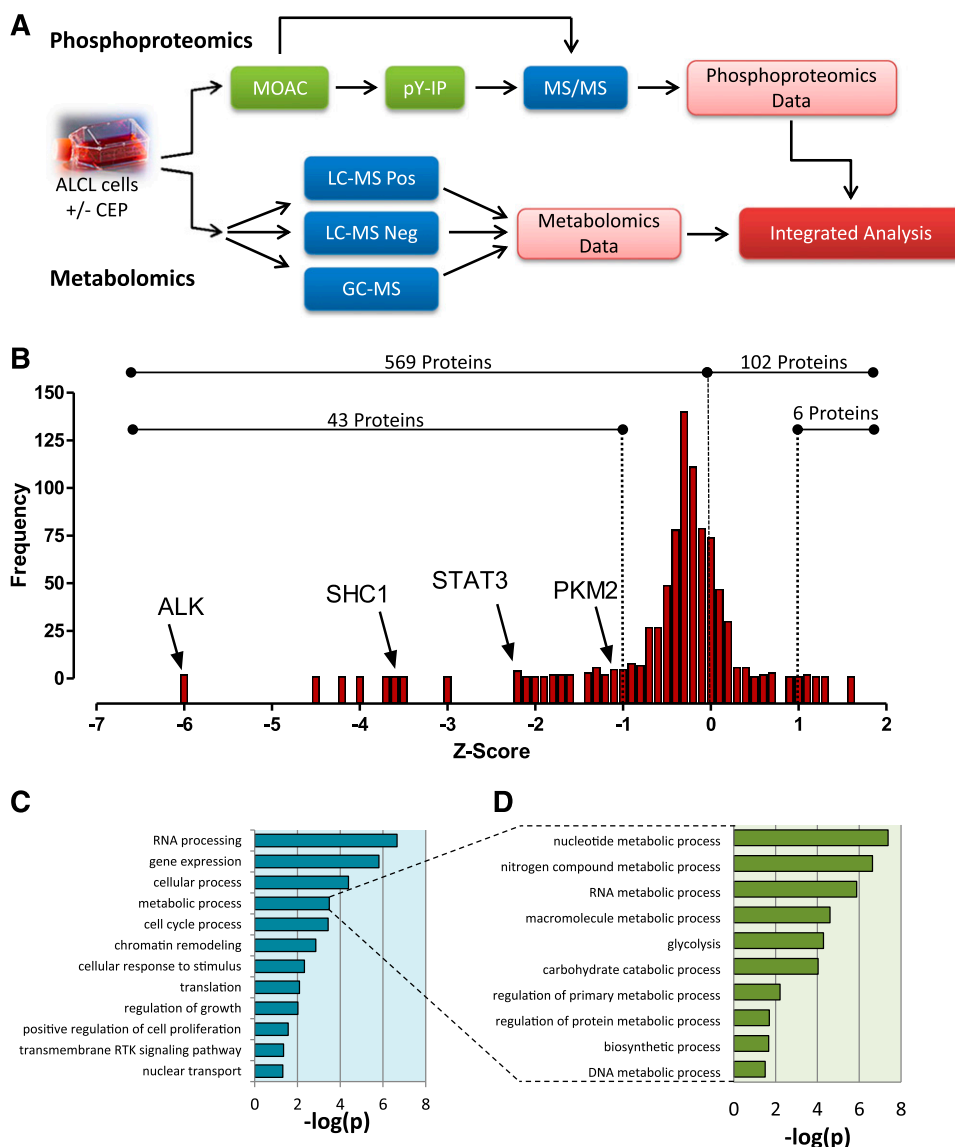 A
Phosphoproteomics
MOAC
pY-IP
MS/MS
Phosphoproteomics
Data
ALCL cells
+/- CEP
LC-MS Pos
LC-MS Neg
GC-MS
Metabolomics
Data
Integrated Analysis
Metabolomics
B
569 Proteins
102 Proteins
43 Proteins
6 Proteins
150
125
100
75
50
25
0
Frequency
ALK
SHC1
STAT3
PKM2
-7
-6
-5
-4
-3
-2
-1
0
1
2
Z-Score
C
RNA processing
gene expression
cellular process
metabolic process
cell cycle process
chromatin remodeling
cellular response to stimulus
translation
regulation of growth
positive regulation of cell proliferation
transmembrane RTK signaling pathway
nuclear transport
0 2 4 6 8
-log(p)
D
nucleotide metabolic process
nitrogen compound metabolic process
RNA metabolic process
macromolecule metabolic process
glycolysis
carbohydrate catabolic process
regulation of primary metabolic process
regulation of protein metabolic process
biosynthetic process
DNA metabolic process
0 2 4 6 8
-log(p)